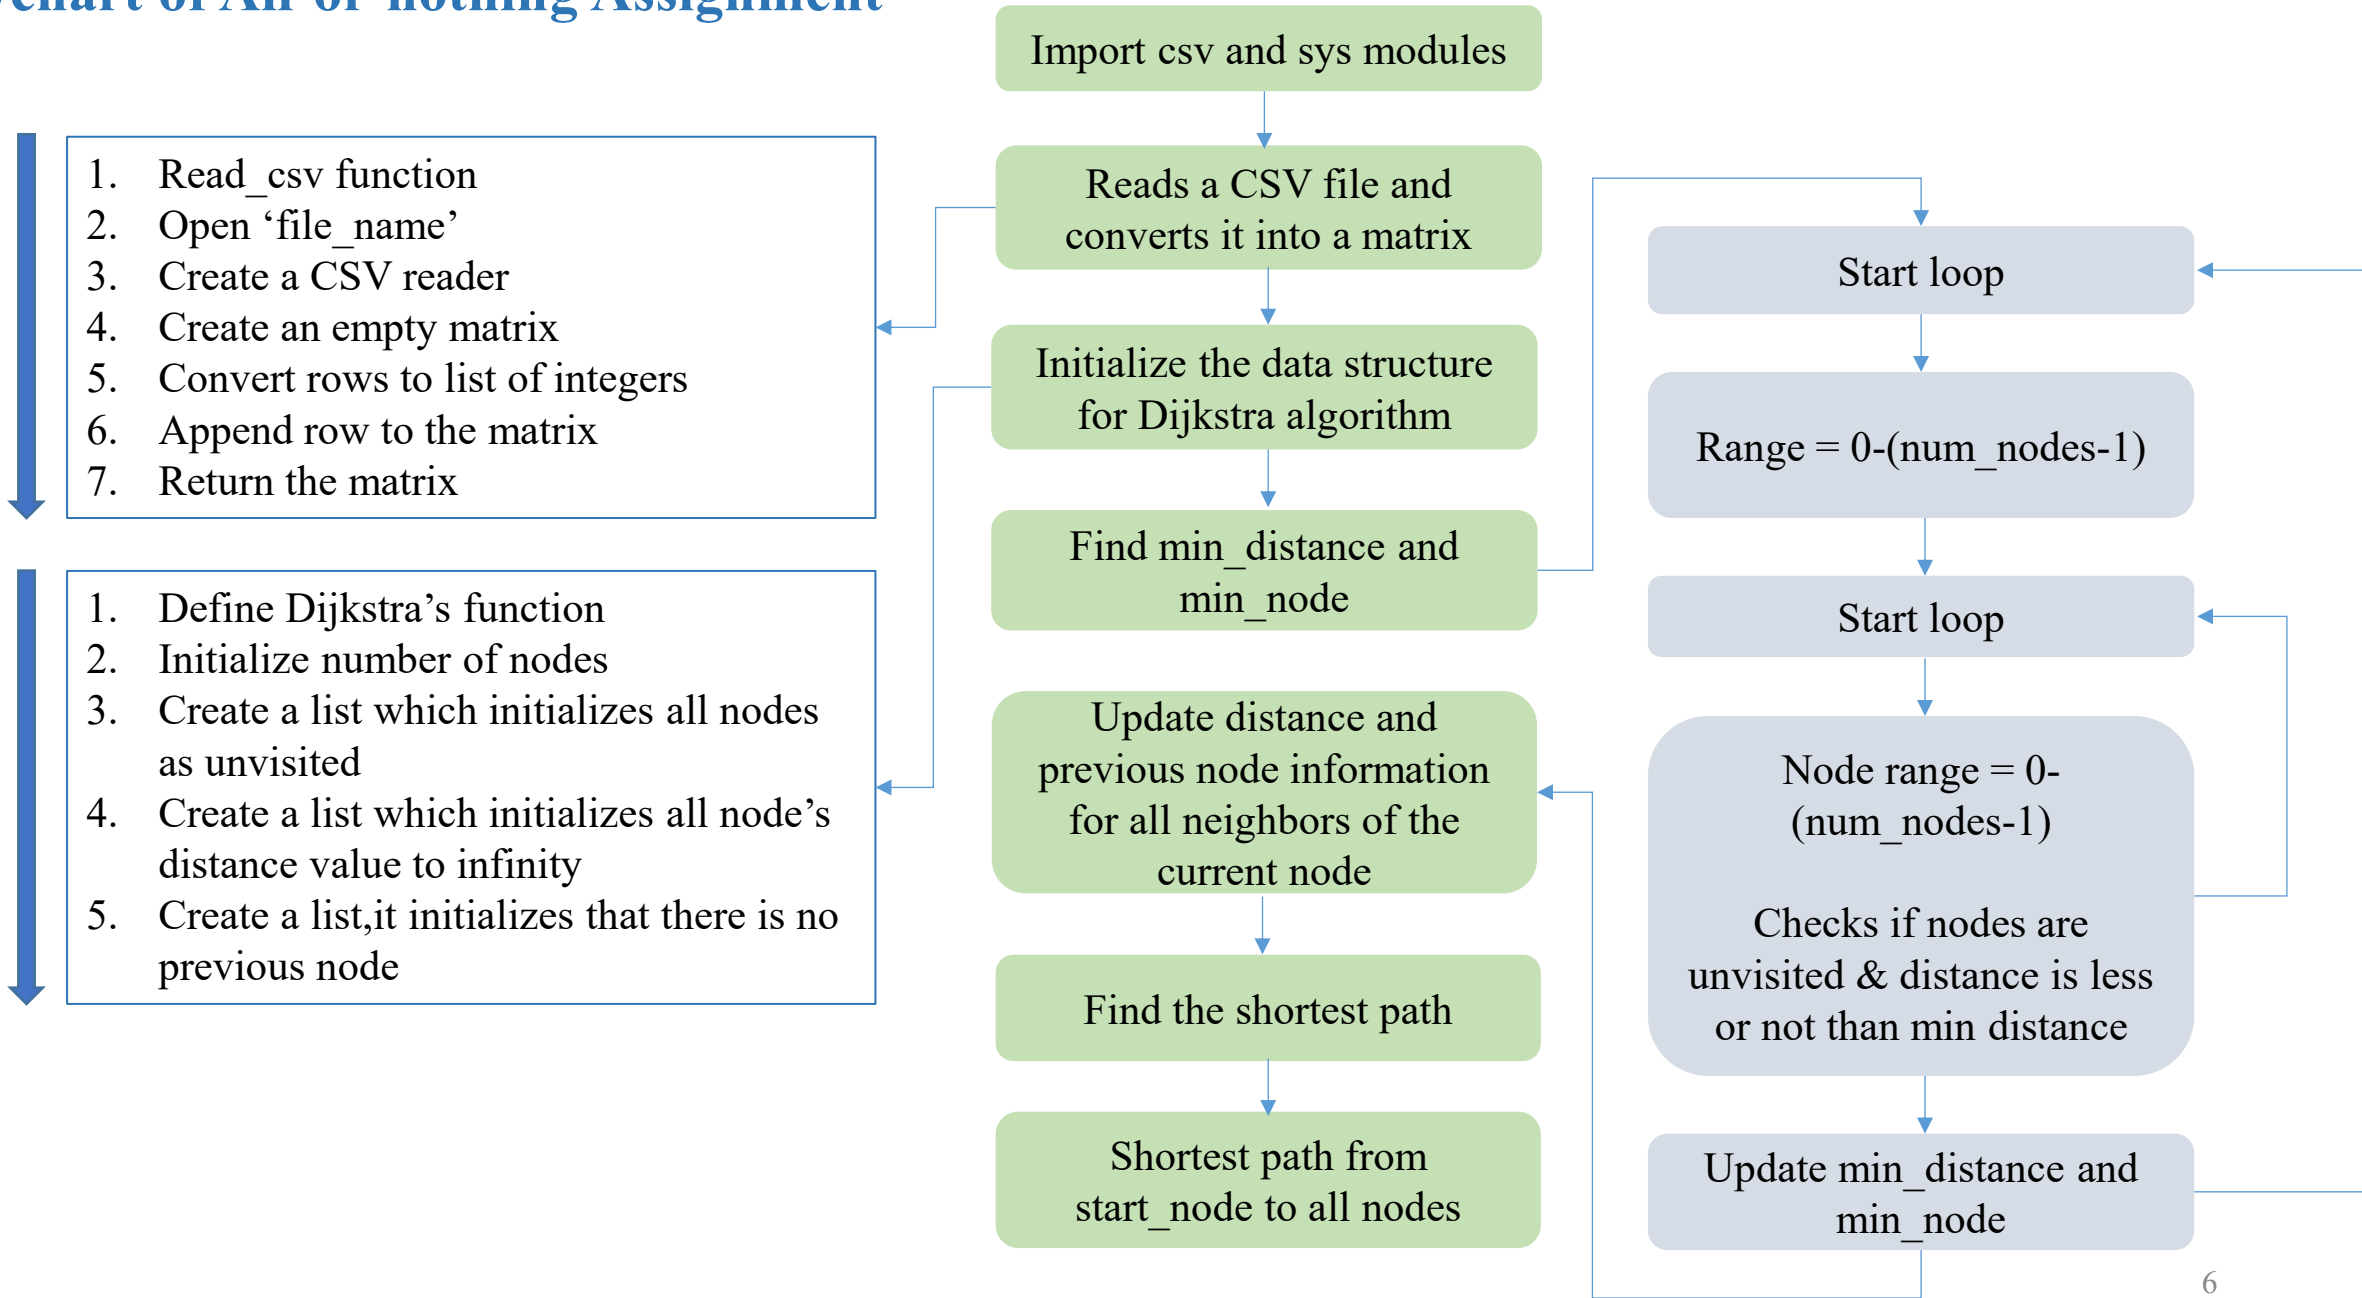 of All-or-nothing Assignment
Import csv and sys modules
Reads a CSV file and
converts it into a matrix
Initialize the data structure
for Dijkstra algorithm
Find min_distance and
min_node
Update distance and
previous node information
for all neighbors of the
current node
Find the shortest path
Shortest path from
start_node to all nodes
1. Read_csv function
2. Open ‘file_name’
3. Create a CSV reader
4. Create an empty matrix
5. Convert rows to list of integers
6. Append row to the matrix
7. Return the matrix
1. Define Dijkstra’s function
2. Initialize number of nodes
3. Create a list which initializes all nodes
as unvisited
4. Create a list which initializes all node’s
distance value to infinity
5. Create a list,it initializes that there is no
previous node
Start loop
Range = 0-(num_nodes-1)
Start loop
Node range = 0-
(num_nodes-1)
Checks if nodes are
unvisited & distance is less
or not than min distance
Update min_distance and
min_node
6